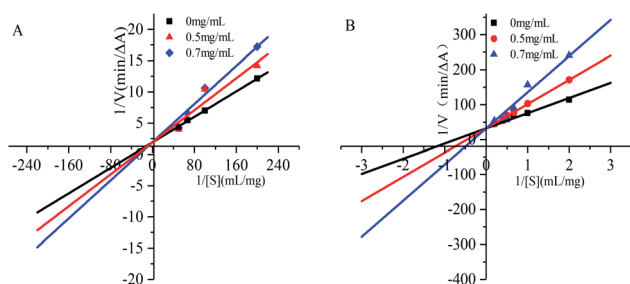 A
1/V(min/ΔA)
25
20
15
10
5
0
-5
-10
-15
-20
-240 -160 -80 0 80 160 240
1/[S](mL/mg)
0mg/mL
0.5mg/mL
0.7mg/mL
B
1/V (min/ΔA)
300
200
100
0
-100
-200
-300
-400
-3 -2 -1 0 1 2 3
1/[S](mL/mg)
0mg/mL
0.5mg/mL
0.7mg/mL